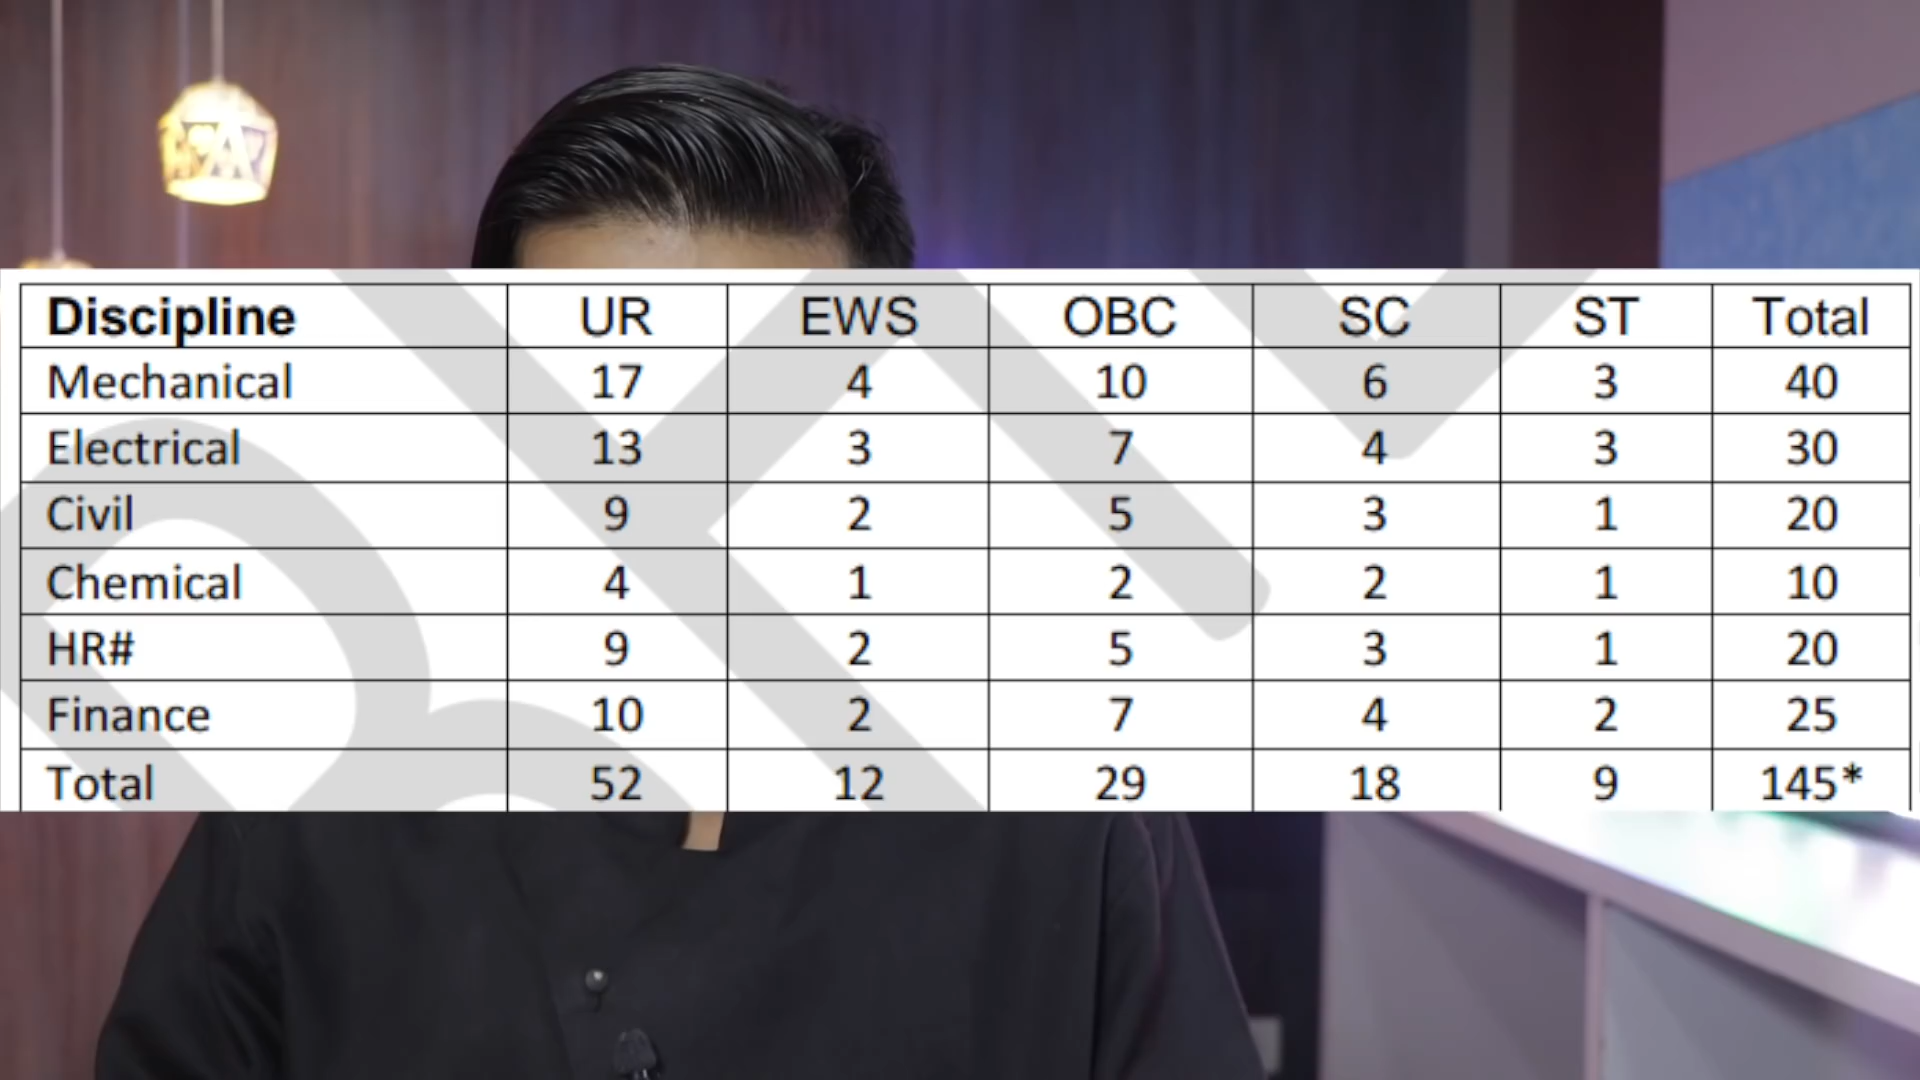 Discipline UR EWS OBC SC ST Total
Mechanical 17 4 10 6 3 40
Electrical 13 3 7 4 3 30
Civil 9 2 5 3 1 20
Chemical 4 1 2 2 1 10
HR# 9 2 5 3 1 20
Finance 10 2 7 4 2 25
Total 52 12 29 18 9 145*